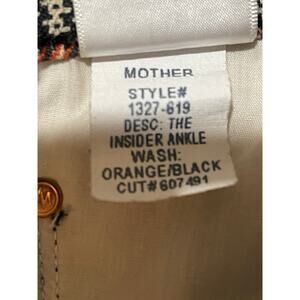 MOTHER
STYLE#
1327-619
DESC: THE
INSIDER ANKLE
WASH:
ORANGE/BLACK
CUT# 607491
M